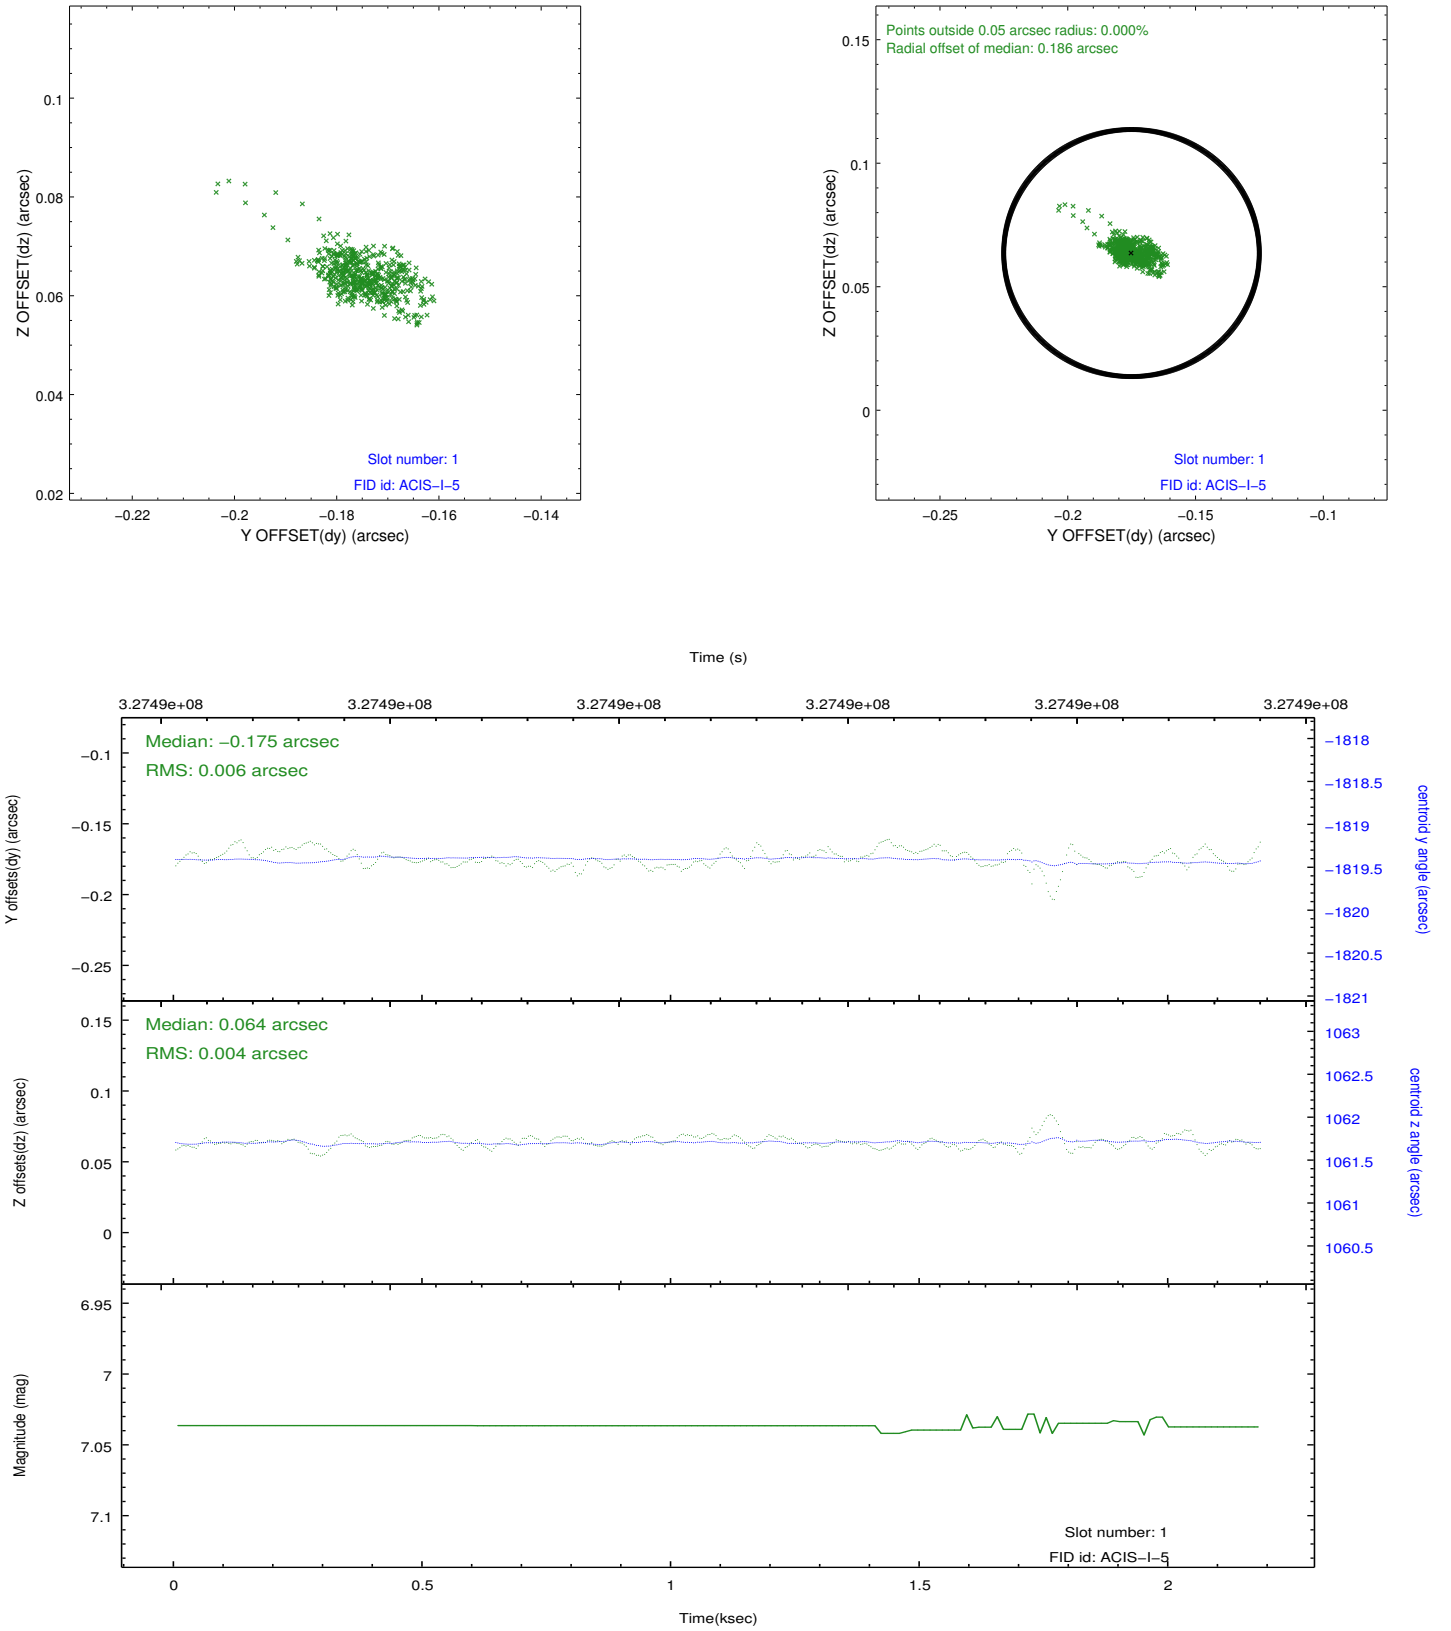 0.1
0.08
0.06
0.04
0.02
Z OFFSET(dz) (arcsec)
Slot number: 1
FID id: ACIS−I−5
−0.22 −0.2 −0.18 −0.16 −0.14
Y OFFSET(dy) (arcsec)
Points outside 0.05 arcsec radius: 0.000%
Radial offset of median: 0.186 arcsec
0.15
0.1
0.05
0
Z OFFSET(dz) (arcsec)
Slot number: 1
FID id: ACIS−I−5
−0.25 −0.2 −0.15 −0.1
Y OFFSET(dy) (arcsec)
Time (s)
3.2749e+08 3.2749e+08 3.2749e+08 3.2749e+08 3.2749e+08 3.2749e+08
Median: −0.175 arcsec
RMS: 0.006 arcsec
−0.1
−0.15
−0.2
−0.25
Y offsets(dy) (arcsec)
−1818
−1818.5
−1819
−1819.5
−1820
−1820.5
−1821
centroid y angle (arcsec)
Median: 0.064 arcsec
RMS: 0.004 arcsec
0.15
0.1
0.05
0
Z offsets(dz) (arcsec)
1063
1062.5
1062
1061.5
1061
1060.5
centroid z angle (arcsec)
6.95
7
7.05
7.1
Magnitude (mag)
Slot number: 1
FID id: ACIS−I−5
0 0.5 1 1.5 2
Time(ksec)